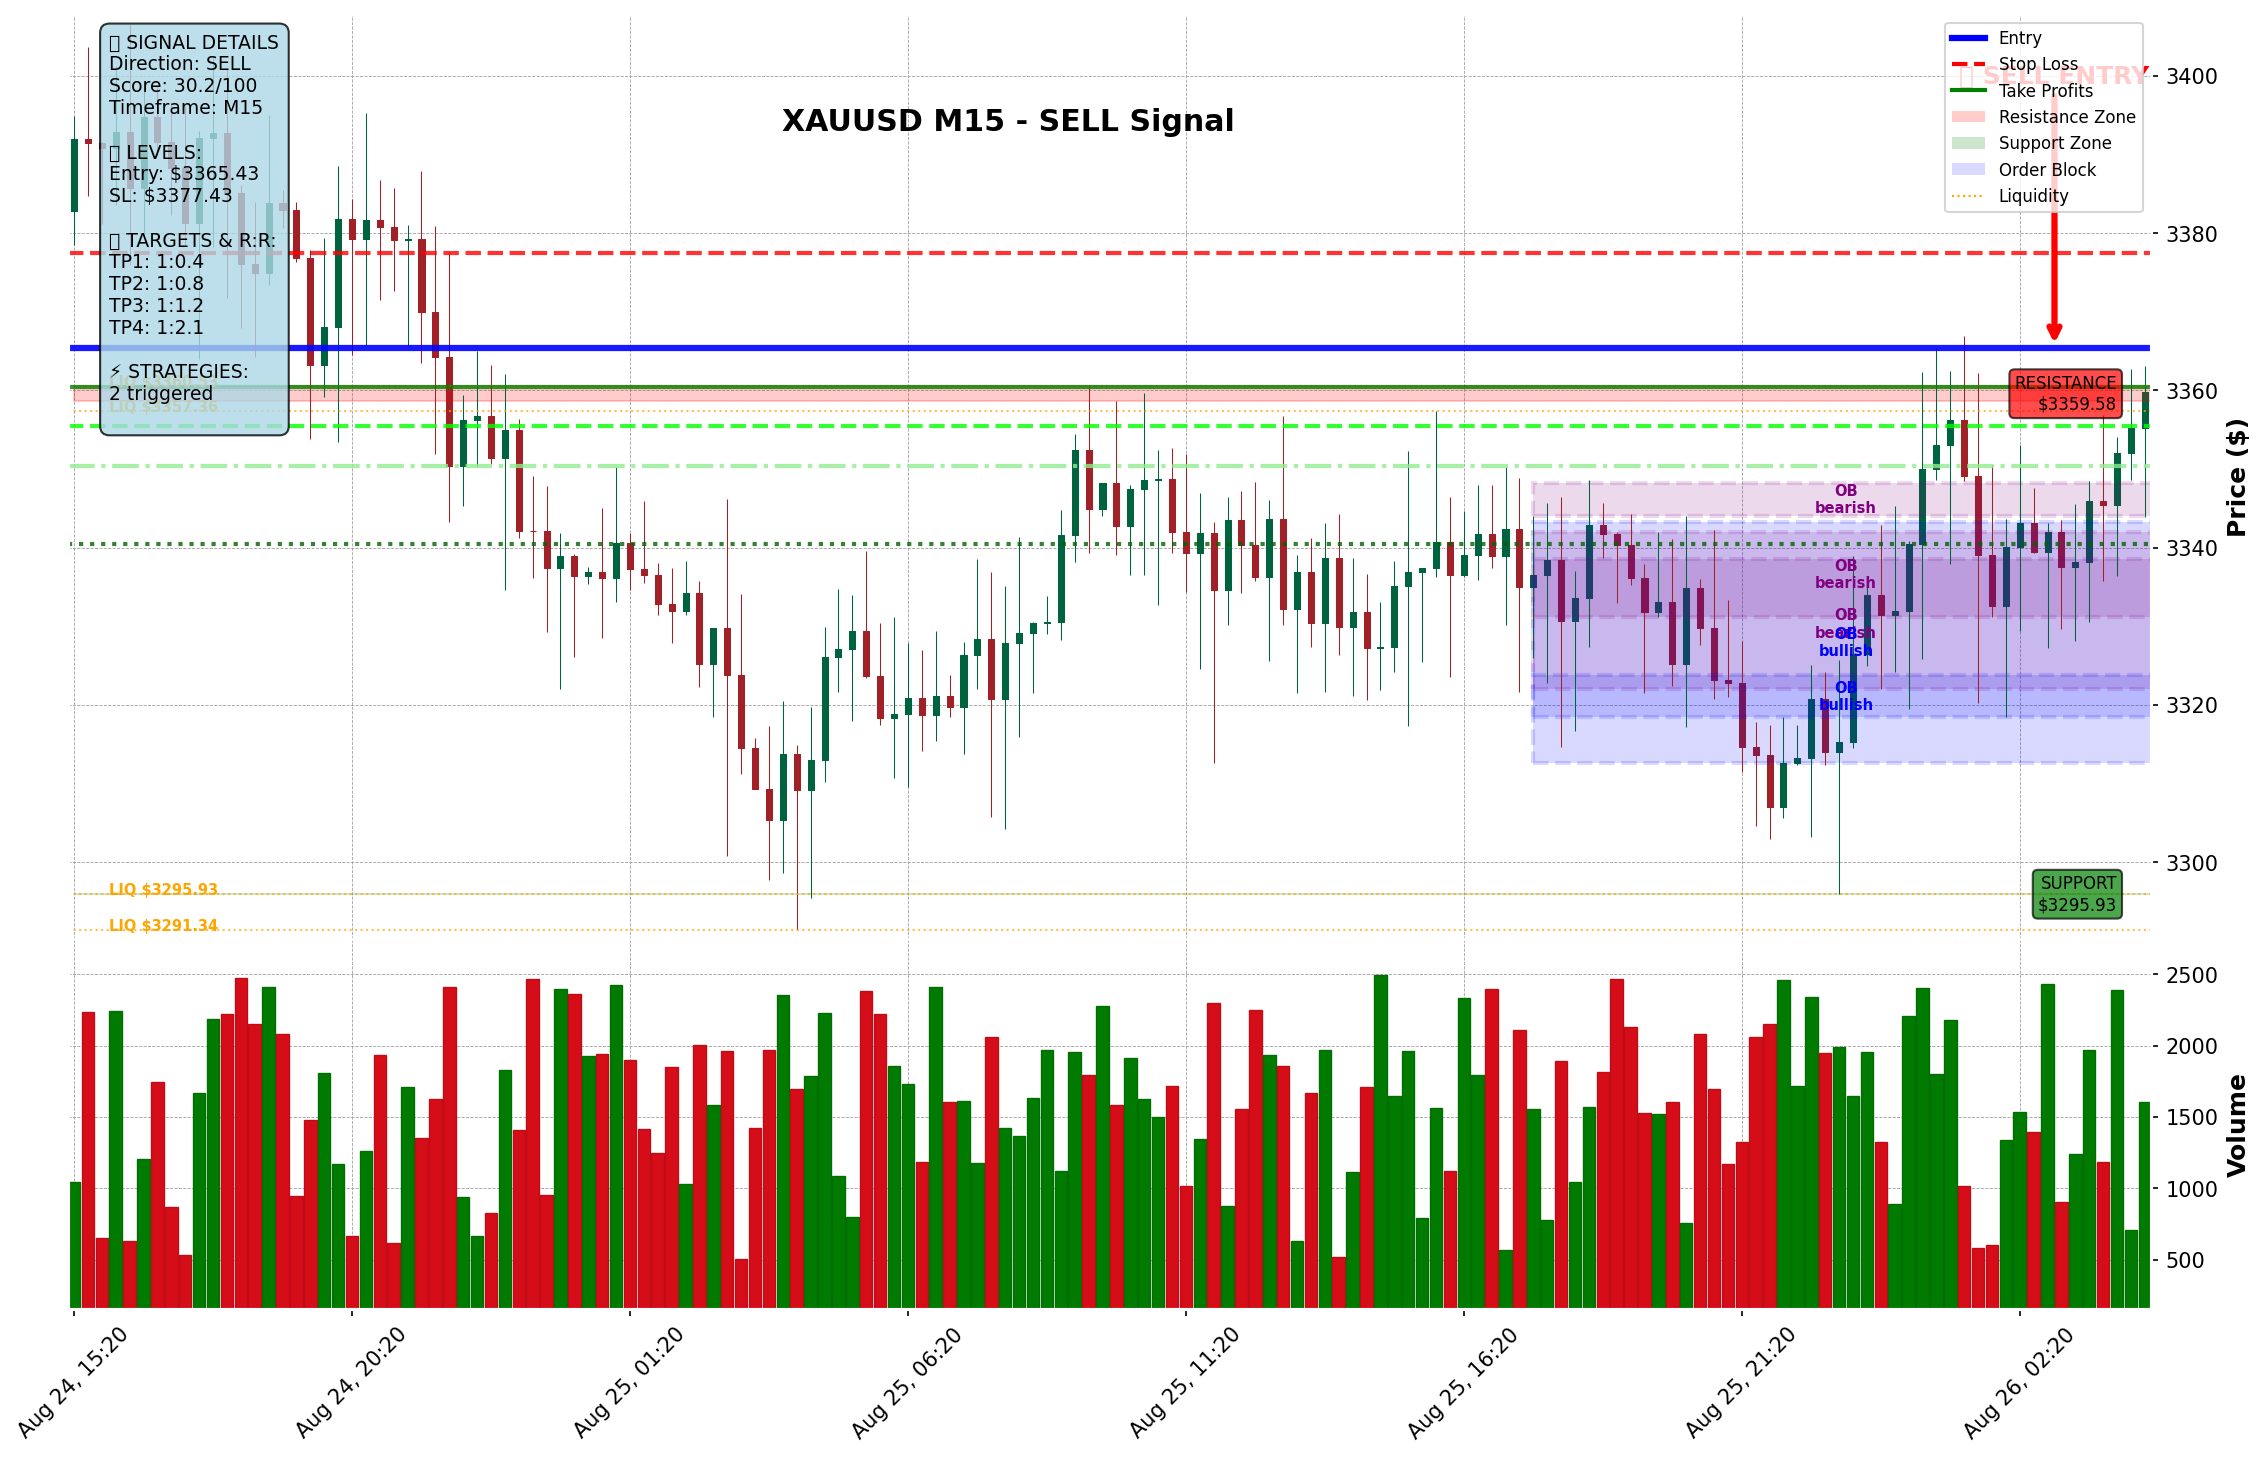 XAUUSD M15 - SELL Signal
SIGNAL DETAILS
Direction: SELL
Score: 30.2/100
Timeframe: M15
LEVELS:
Entry: $3365.43
SL: $3377.43
TARGETS & R:R:
TP1: 1:0.4
TP2: 1:0.8
TP3: 1:1.2
TP4: 1:2.1
⚡ STRATEGIES:
2 triggered
LIQ $3357.36
Entry
Stop Loss
Take Profits
Resistance Zone
Support Zone
Order Block
Liquidity
SELL ENTRY
RESISTANCE
$3359.58
OB
bearish
OB
bearish
OB
bearish
OB
bullish
OB
bullish
LIQ $3295.93
LIQ $3291.34
SUPPORT
$3295.93
3400
3380
3360
3340
3320
3300
Price ($)
2500
2000
1500
1000
500
Volume
Aug 24, 15:20
Aug 24, 20:20
Aug 25, 01:20
Aug 25, 06:20
Aug 25, 11:20
Aug 25, 16:20
Aug 25, 21:20
Aug 26, 02:20